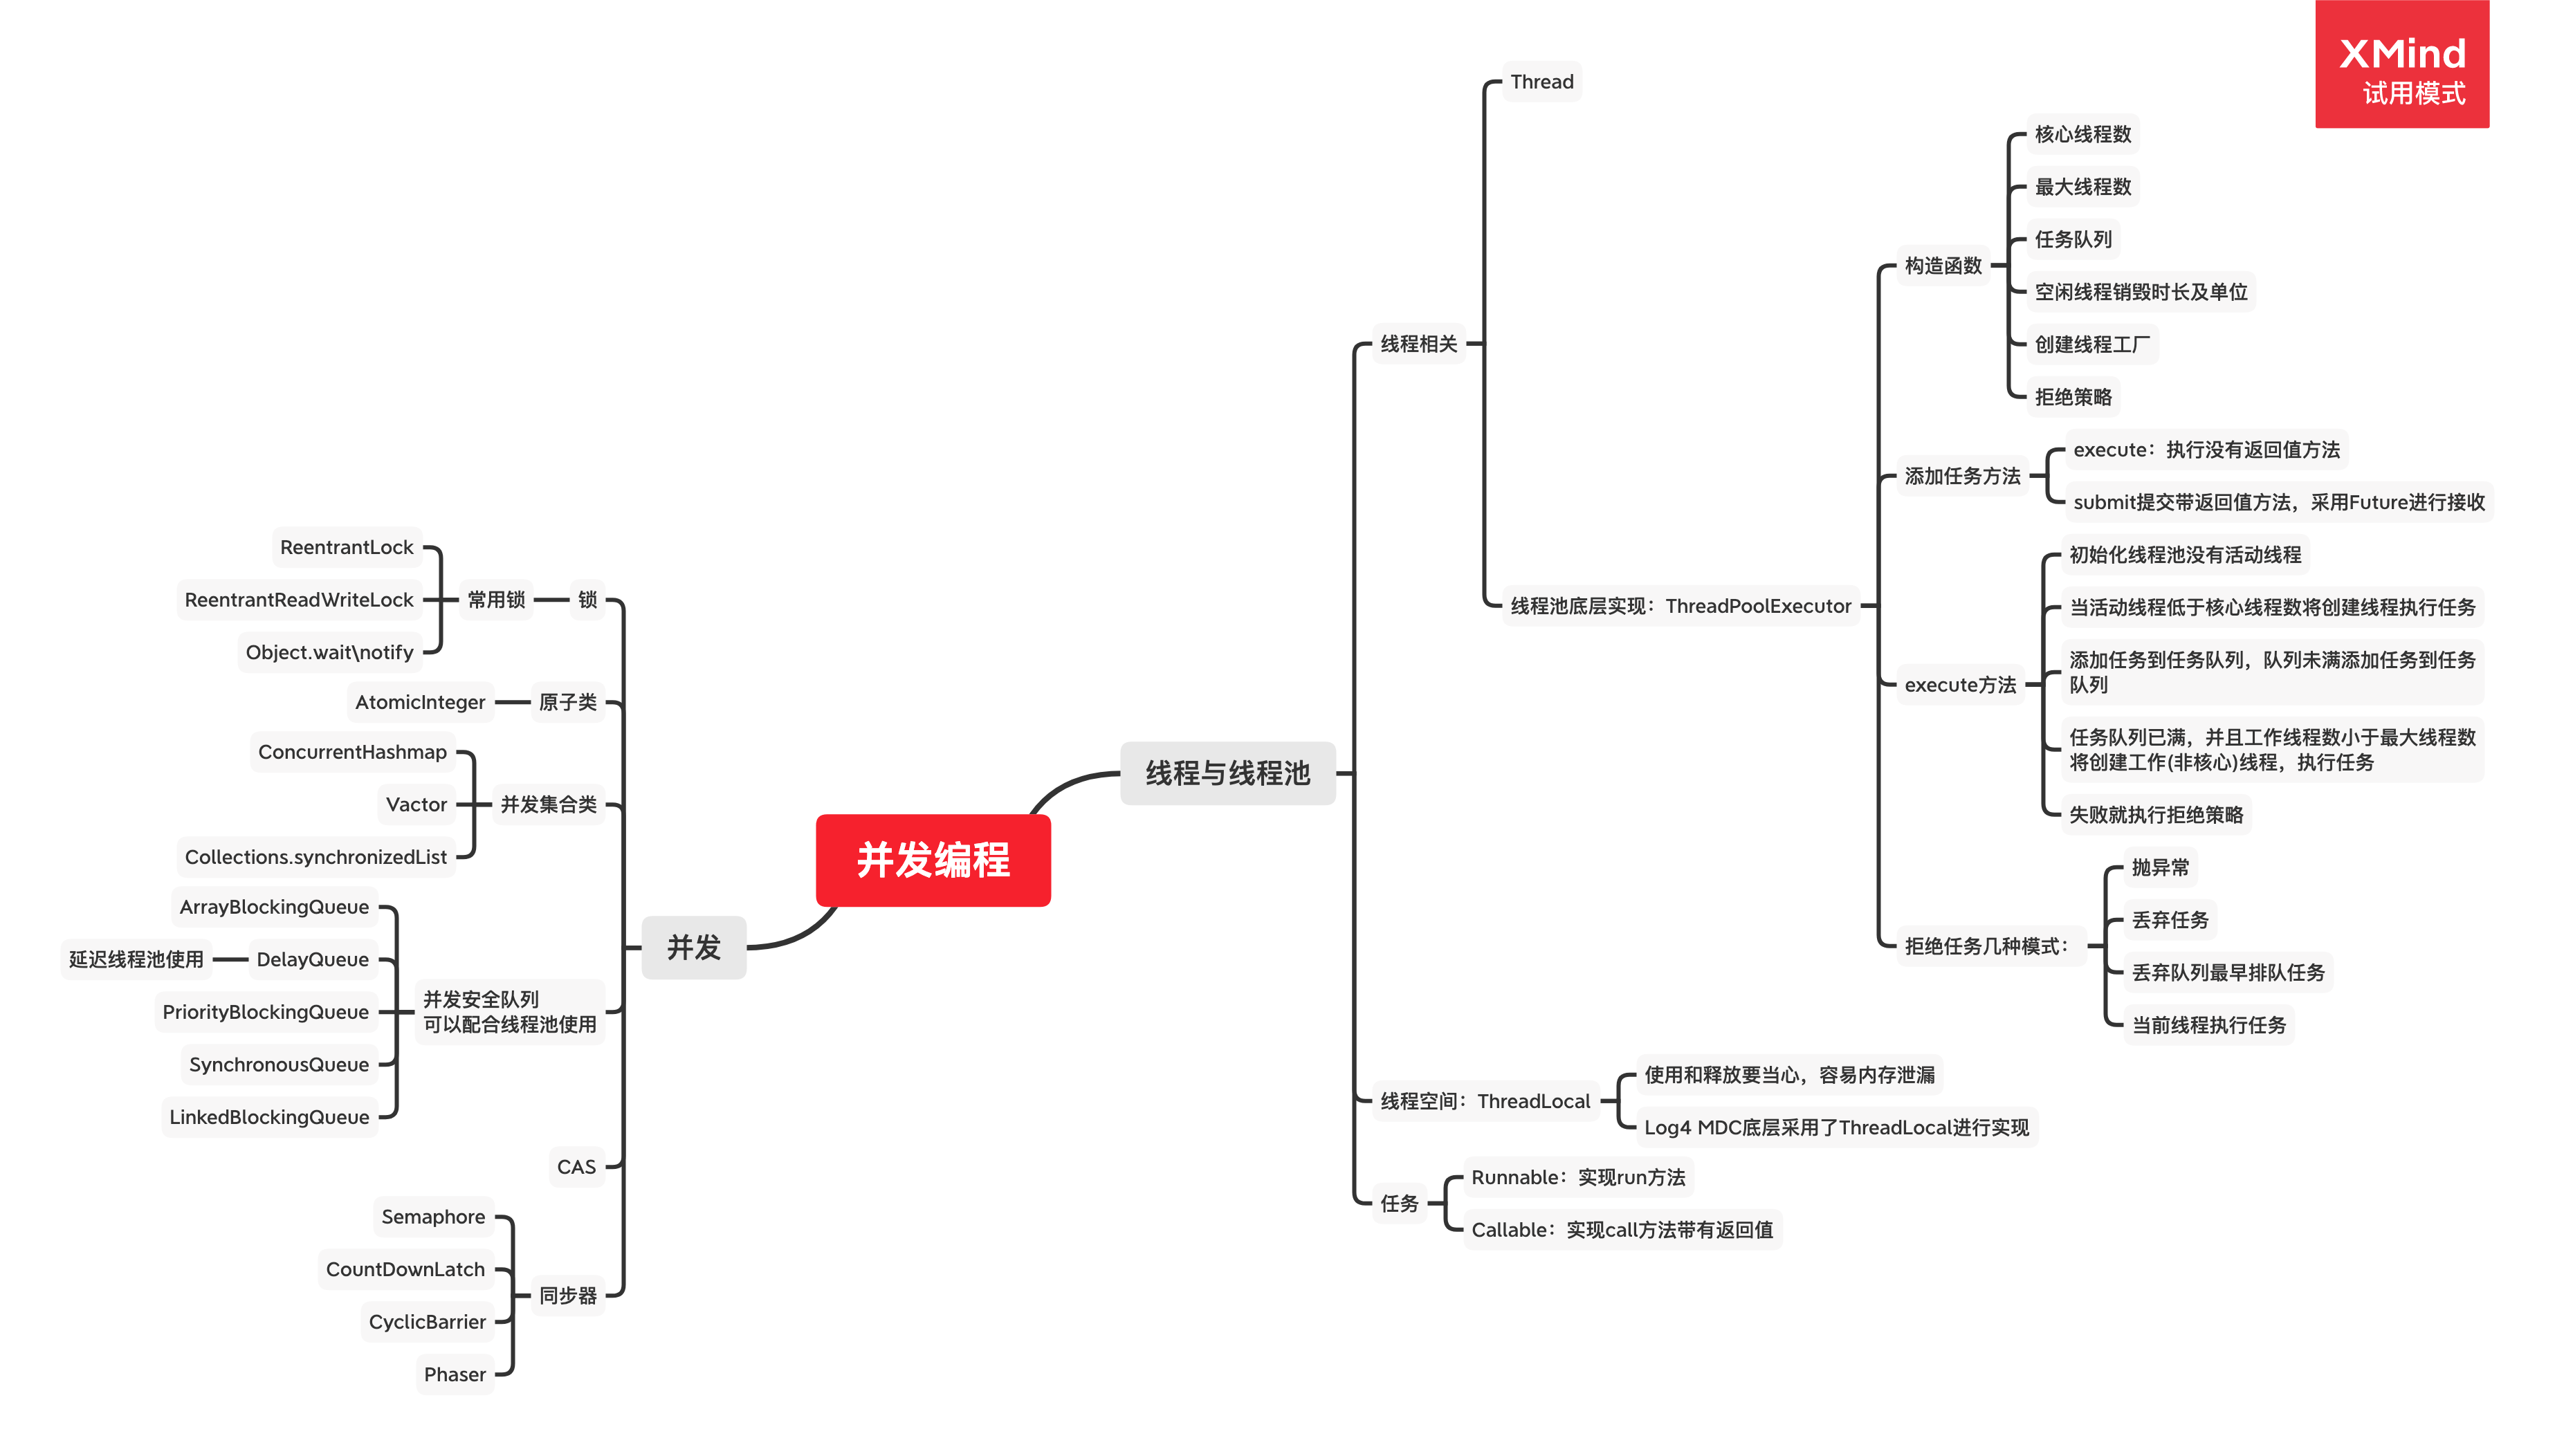 XMind
试用模式
并发编程
线程与线程池
线程相关
Thread
线程池底层实现：ThreadPoolExecutor
构造函数
核心线程数
最大线程数
任务队列
空闲线程销毁时长及单位
创建线程工厂
拒绝策略
添加任务方法
execute：执行没有返回值方法
submit提交带返回值方法，采用Future进行接收
execute方法
初始化线程池没有活动线程
当活动线程低于核心线程数将创建线程执行任务
添加任务到任务队列，队列未满添加任务到任务
队列
任务队列已满，并且工作线程数小于最大线程数
将创建工作(非核心)线程，执行任务
失败就执行拒绝策略
拒绝任务几种模式：
抛异常
丢弃任务
丢弃队列最早排队任务
当前线程执行任务
线程空间：ThreadLocal
使用和释放要当心，容易内存泄漏
Log4 MDC底层采用了ThreadLocal进行实现
任务
Runnable：实现run方法
Callable：实现call方法带有返回值
并发
锁
常用锁
ReentrantLock
ReentrantReadWriteLock
Object.wait\notify
原子类
AtomicInteger
并发集合类
ConcurrentHashmap
Vactor
Collections.synchronizedList
并发安全队列
可以配合线程池使用
ArrayBlockingQueue
DelayQueue
延迟线程池使用
PriorityBlockingQueue
SynchronousQueue
LinkedBlockingQueue
CAS
同步器
Semaphore
CountDownLatch
CyclicBarrier
Phaser